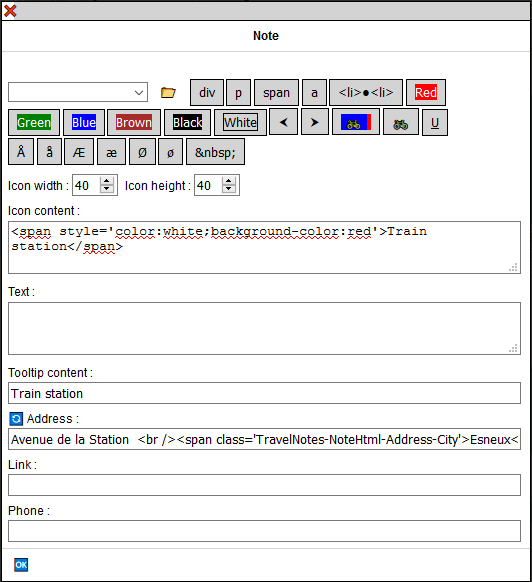 Note
div p span a <li>●<li> Red
Green Blue Brown Black White ⮜ ⮞ 🚲 🚲 U
Å å Æ æ Ø ø &nbsp;
Icon width : 40 Icon height : 40
Icon content :
<span style='color:white;background-color:red'>Train
station</span>
Text :
Tooltip content :
Train station
Address :
Avenue de la Station <br /><span class='TravelNotes-NoteHtml-Address-City'>Esneux<
Link :
Phone :
OK